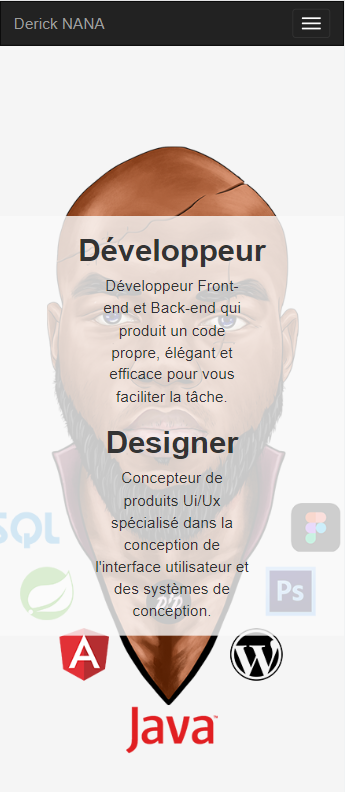 Derick NANA
Développeur
Développeur Front-
end et Back-end qui
produit un code
propre, élégant et
efficace pour vous
faciliter la tâche.
Designer
Concepteur de
produits Ui/Ux
spécialisé dans la
conception de
l'interface utilisateur et
des systèmes de
conception.
SQL
Ps
php
A
W
Java™